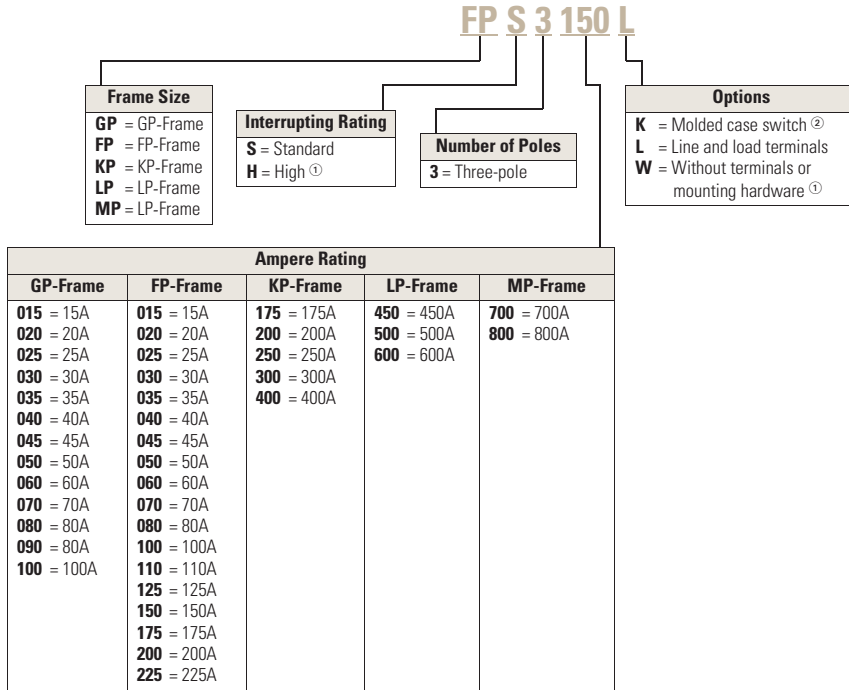 FP S 3 150 L
Frame Size
GP = GP-Frame
FP = FP-Frame
KP = KP-Frame
LP = LP-Frame
MP = LP-Frame
Interrupting Rating
S = Standard
H = High ①
Number of Poles
3 = Three-pole
Options
K = Molded case switch ②
L = Line and load terminals
W = Without terminals or
mounting hardware ①
Ampere Rating
GP-Frame
015 = 15A
020 = 20A
025 = 25A
030 = 30A
035 = 35A
040 = 40A
045 = 45A
050 = 50A
060 = 60A
070 = 70A
080 = 80A
090 = 80A
100 = 100A
FP-Frame
015 = 15A
020 = 20A
025 = 25A
030 = 30A
035 = 35A
040 = 40A
045 = 45A
050 = 50A
060 = 60A
070 = 70A
080 = 80A
100 = 100A
110 = 110A
125 = 125A
150 = 150A
175 = 175A
200 = 200A
225 = 225A
KP-Frame
175 = 175A
200 = 200A
250 = 250A
300 = 300A
400 = 400A
LP-Frame
450 = 450A
500 = 500A
600 = 600A
MP-Frame
700 = 700A
800 = 800A